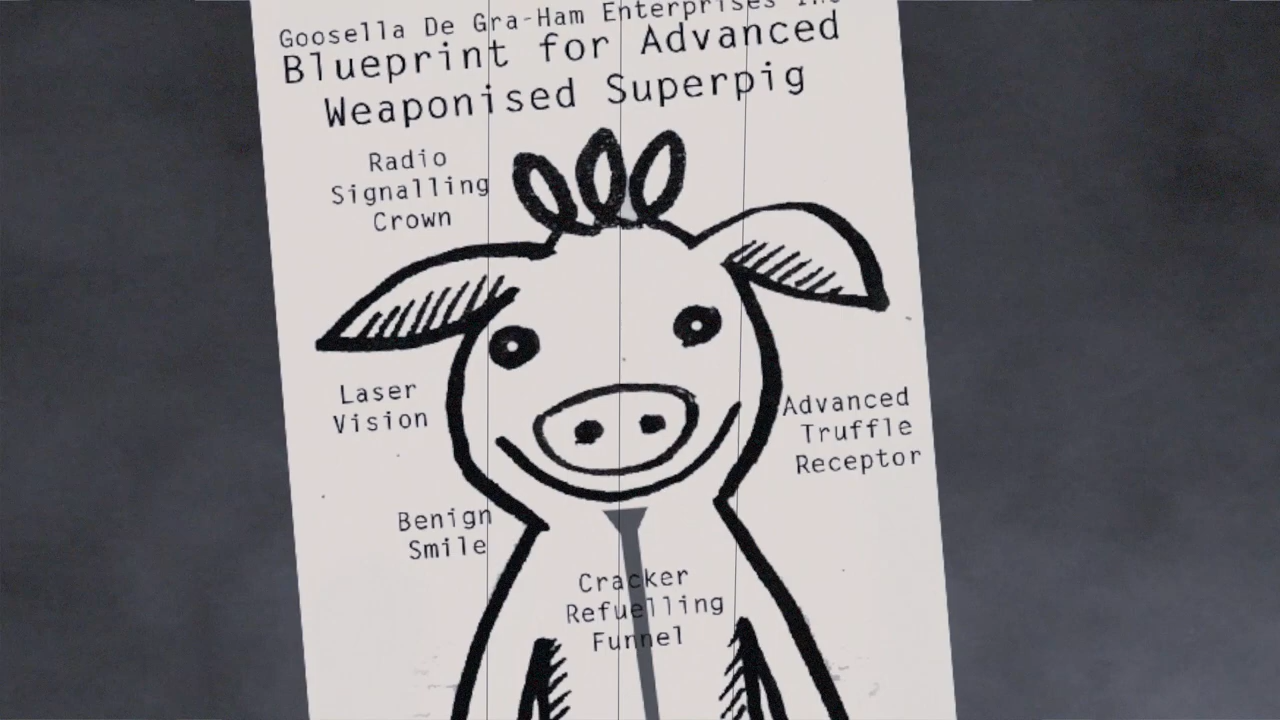 Goosella De Gra-Ham Enterprises
Blueprint for Advanced
Weaponised Superpig
Radio
Signalling
Crown
Laser
Vision
Advanced
Truffle
Receptor
Benign
Smile
Cracker
Refuelling
Funnel